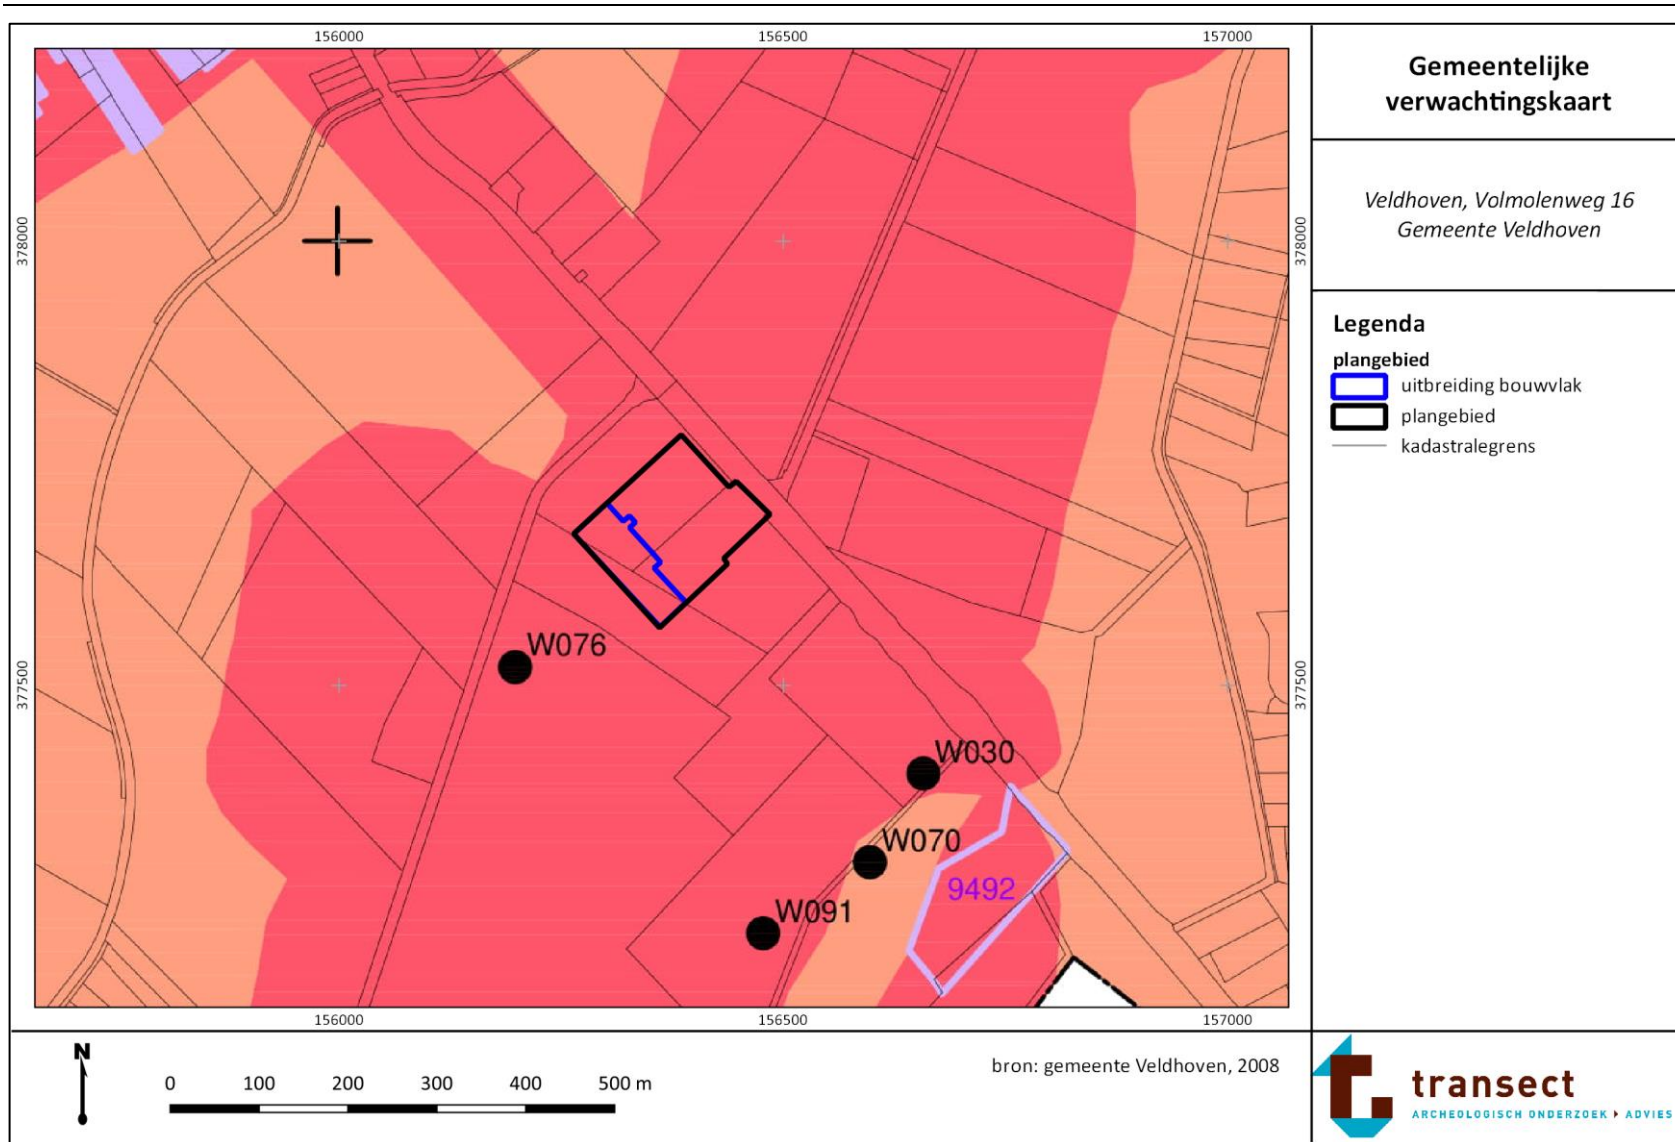 156000
156500
157000
378000
378000
377500
377500
W076
W030
W070
9492
W091
156000
156500
157000
Gemeentelijke
verwachtingskaart
Veldhoven, Volmolenweg 16
Gemeente Veldhoven
Legenda
plangebied
uitbreiding bouwvlak
plangebied
kadastralegrens
N
0 100 200 300 400 500 m
bron: gemeente Veldhoven, 2008
transect
ARCHEOLOGISCH ONDERZOEK ▸ ADVIES